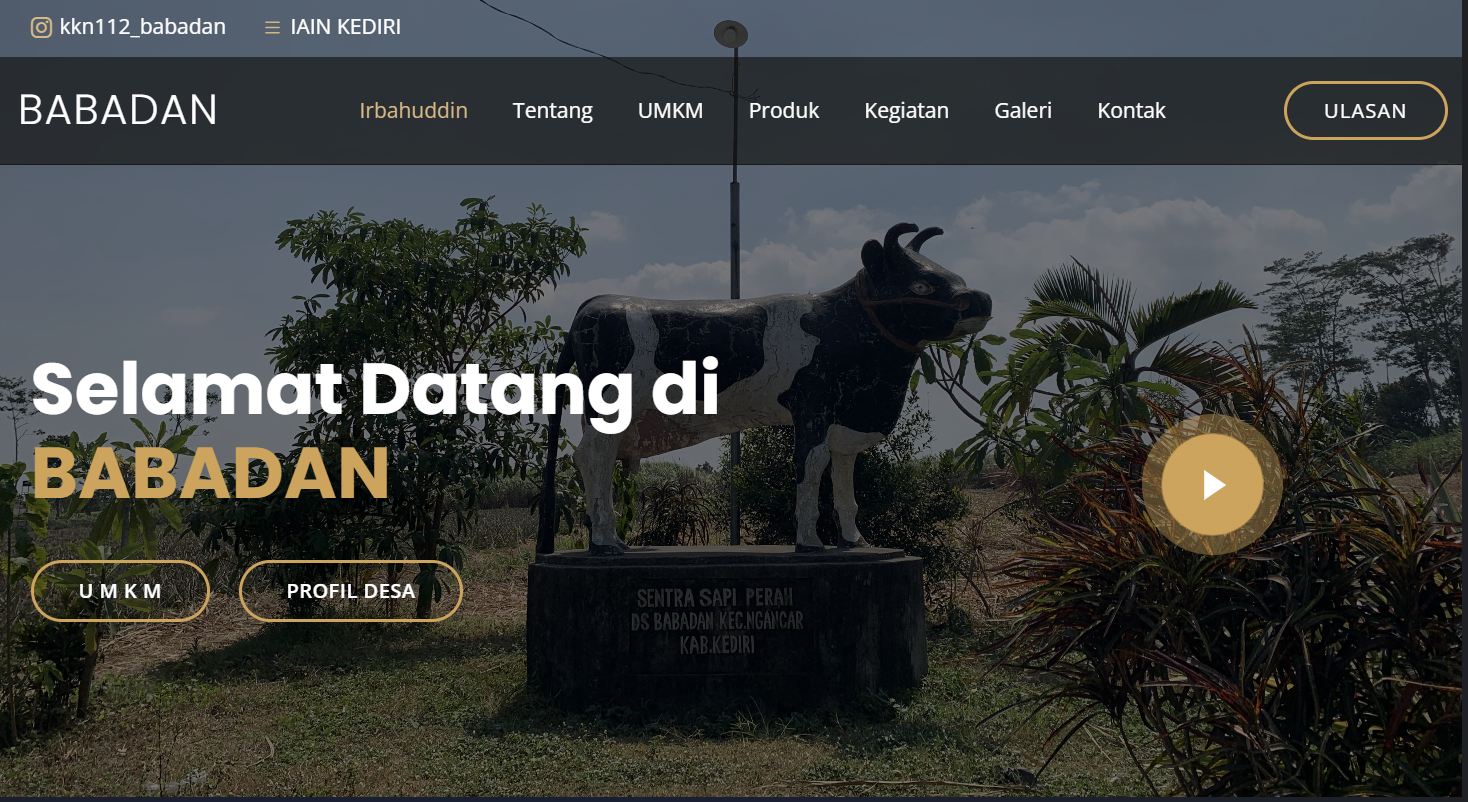 kkn112_babadan IAIN KEDIRI
BABADAN Irbahuddin Tentang UMKM Produk Kegiatan Galeri Kontak ULASAN
Selamat Datang di
BABADAN
U M K M PROFIL DESA
SENTRA SAPI PERAH
DS BABADAN KEC.NGANCAR
KAB.KEDIRI